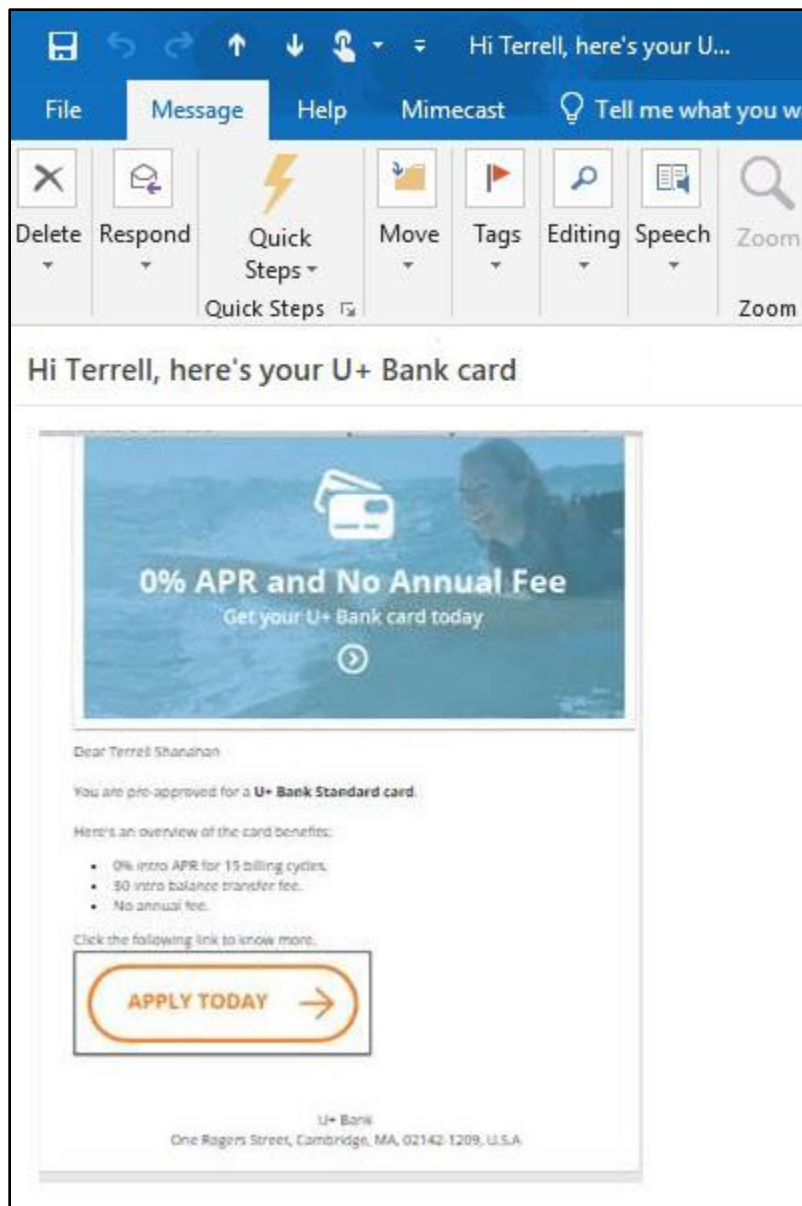 Hi Terrell, here's your U...
File Message Help Mimecast Tell me what you w
Delete Respond Quick Steps Move Tags Editing Speech Zoom
Quick Steps Zoom
Hi Terrell, here's your U+ Bank card
0% APR and No Annual Fee
Get your U+ Bank card today
Dear Terrell Shanahan
You are pre-approved for a U+ Bank Standard card.
Here's an overview of the card benefits:
• 0% intro APR for 15 billing cycles.
• $0 intro balance transfer fee.
• No annual fee.
Click the following link to know more.
APPLY TODAY
U+ Bank
One Rogers Street, Cambridge, MA, 02142-1209, U.S.A